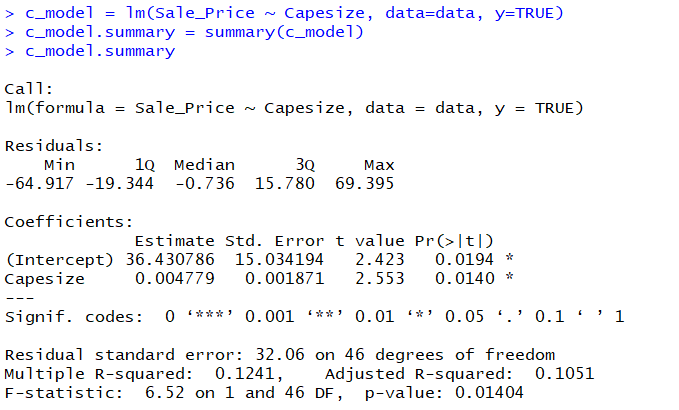 > c_model = lm(Sale_Price ~ Capesize, data=data, y=TRUE)
> c_model.summary = summary(c_model)
> c_model.summary

Call:
lm(formula = Sale_Price ~ Capesize, data = data, y = TRUE)

Residuals:
    Min      1Q  Median      3Q     Max
-64.917 -19.344  -0.736  15.780  69.395

Coefficients:
             Estimate Std. Error t value Pr(>|t|)
(Intercept) 36.430786  15.034194   2.423   0.0194 *
Capesize     0.004779   0.001871   2.553   0.0140 *
---
Signif. codes:  0 ‘***’ 0.001 ‘**’ 0.01 ‘*’ 0.05 ‘.’ 0.1 ‘ ’ 1

Residual standard error: 32.06 on 46 degrees of freedom
Multiple R-squared:  0.1241,    Adjusted R-squared:  0.1051
F-statistic:  6.52 on 1 and 46 DF,  p-value: 0.01404